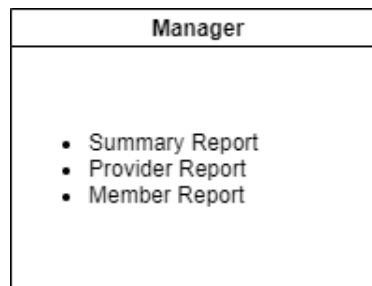 Manager
• Summary Report
• Provider Report
• Member Report